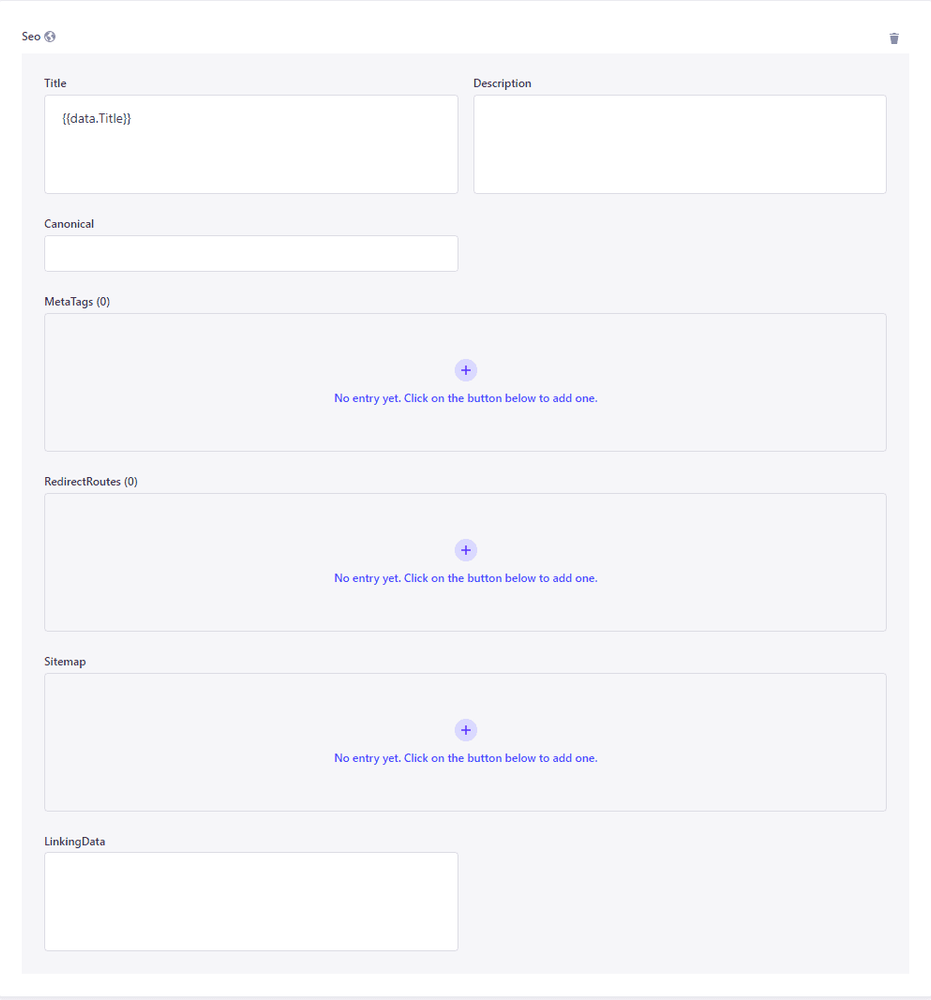 Seo
Title
Description
{{data.Title}}
Canonical
MetaTags (0)
No entry yet. Click on the button below to add one.
RedirectRoutes (0)
No entry yet. Click on the button below to add one.
Sitemap
No entry yet. Click on the button below to add one.
LinkingData